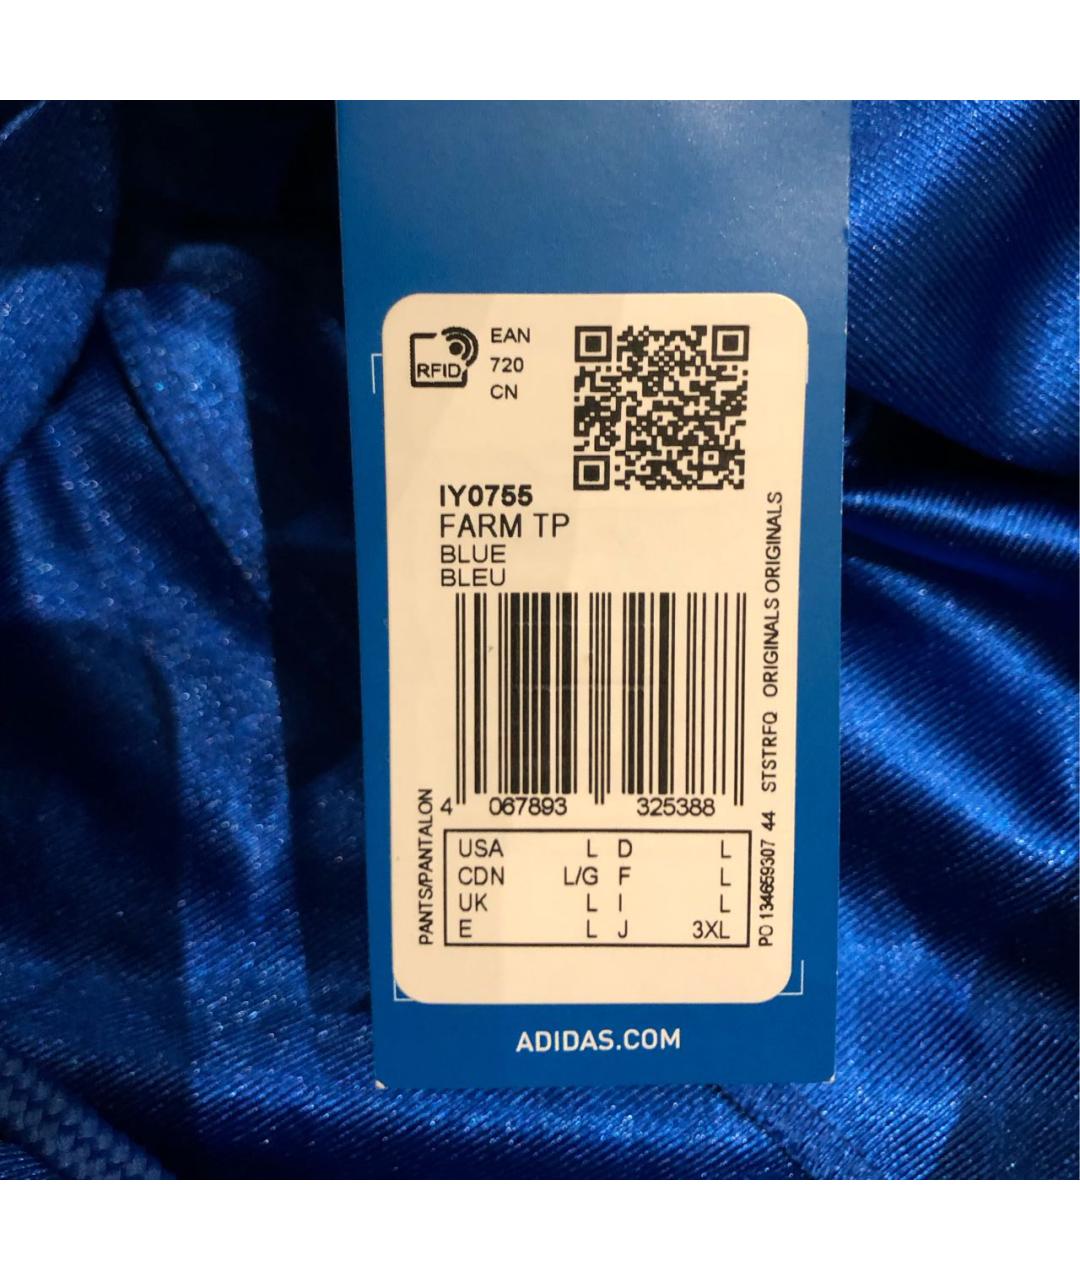 RFID
EAN
720
CN
IY0755
FARM TP
BLUE
BLEU
4 067893 325388
PANTS/PANTALON
USA L D L
CDN L/G F L
UK L I L
E L J 3XL
PO 134659307 44 STSTRFQ ORIGINALS ORIGINALS
ADIDAS.COM